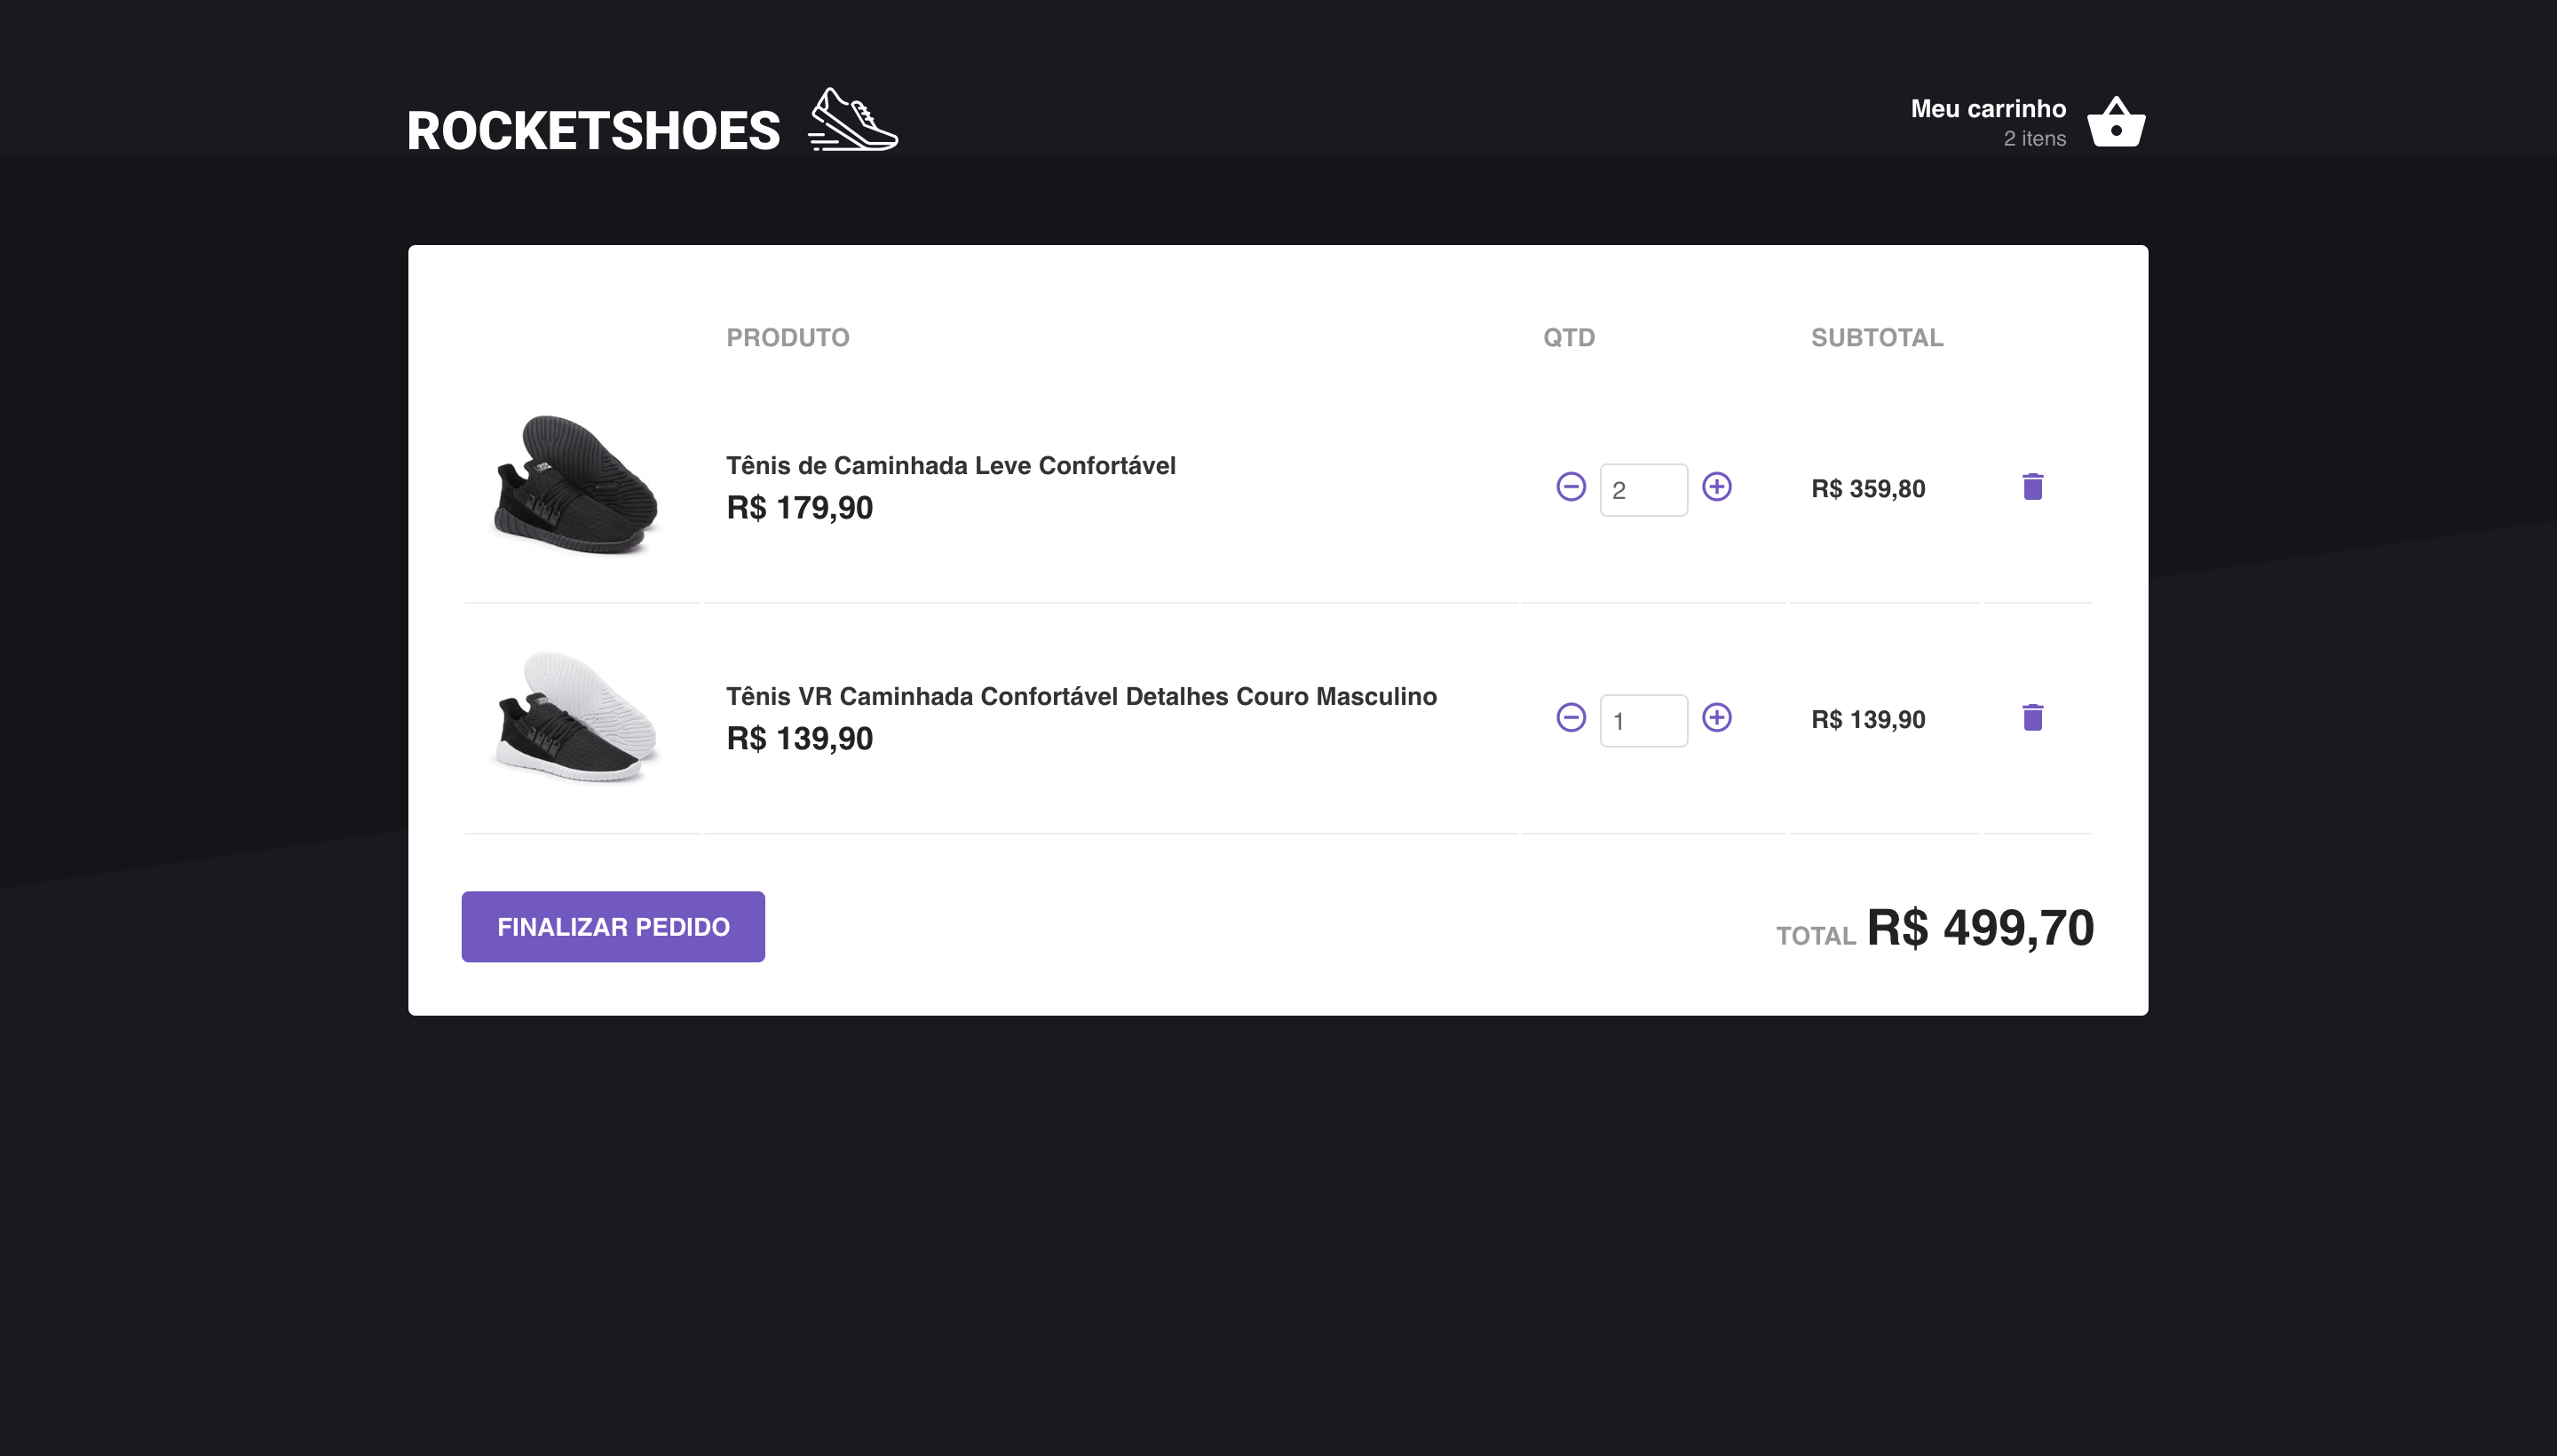 ROCKETSHOES
Meu carrinho
2 itens
PRODUTO QTD SUBTOTAL
Tênis de Caminhada Leve Confortável
R$ 179,90
2
R$ 359,80
Tênis VR Caminhada Confortável Detalhes Couro Masculino
R$ 139,90
1
R$ 139,90
FINALIZAR PEDIDO
TOTAL R$ 499,70